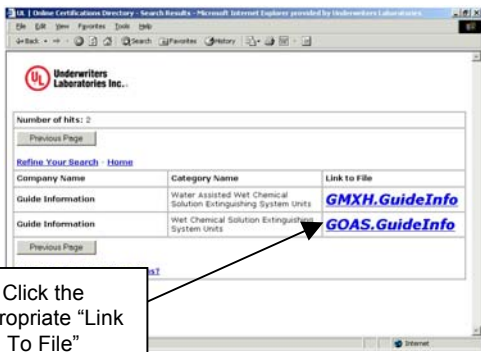 UL | Online Certifications Directory - Search Results - Microsoft Internet Explorer provided by Underwriters Laboratories
File Edit View Favorites Tools Help
Back Search Favorites History
UL Underwriters
Laboratories Inc.
Number of hits: 2
Previous Page
Refine Your Search - Home
Company Name Category Name Link to File
Guide Information Water Assisted Wet Chemical Solution Extinguishing System Units GMXH.GuideInfo
Guide Information Wet Chemical Solution Extinguishing System Units GOAS.GuideInfo
Previous Page
Click the
ropriate “Link
To File”
Internet